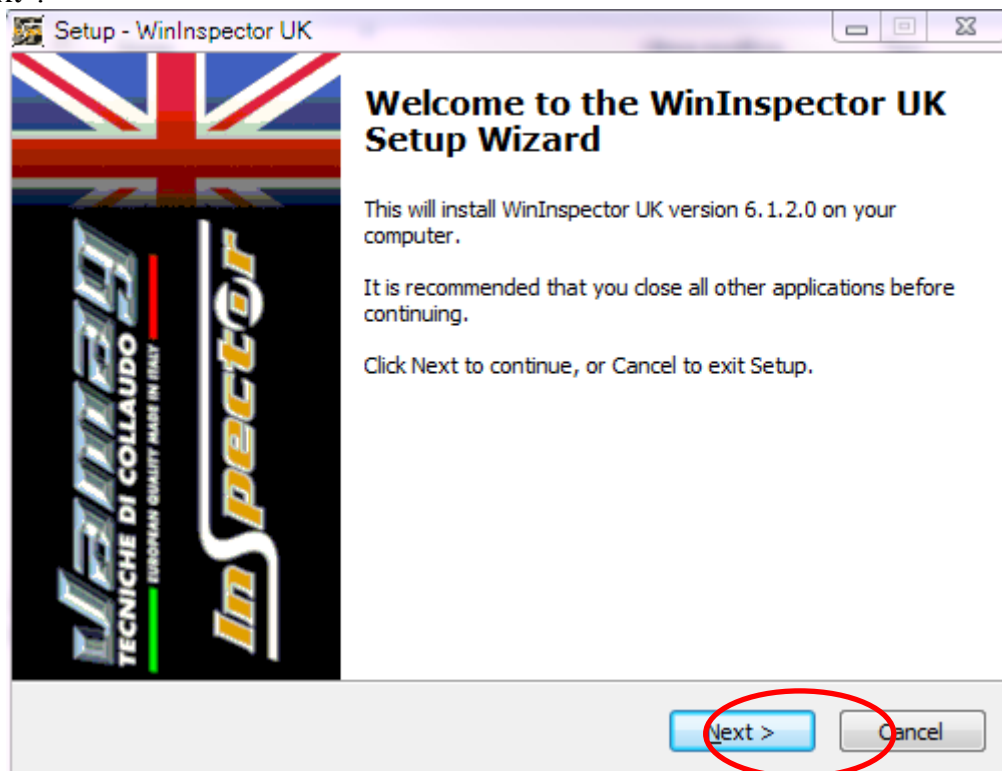 Setup - WinInspector UK
Welcome to the WinInspector UK
Setup Wizard
This will install WinInspector UK version 6.1.2.0 on your
computer.
It is recommended that you close all other applications before
continuing.
Click Next to continue, or Cancel to exit Setup.
Vamag
TECNICHE DI COLLAUDO
EUROPEAN QUALITY MADE IN ITALY
InSpector
Next >
Cancel